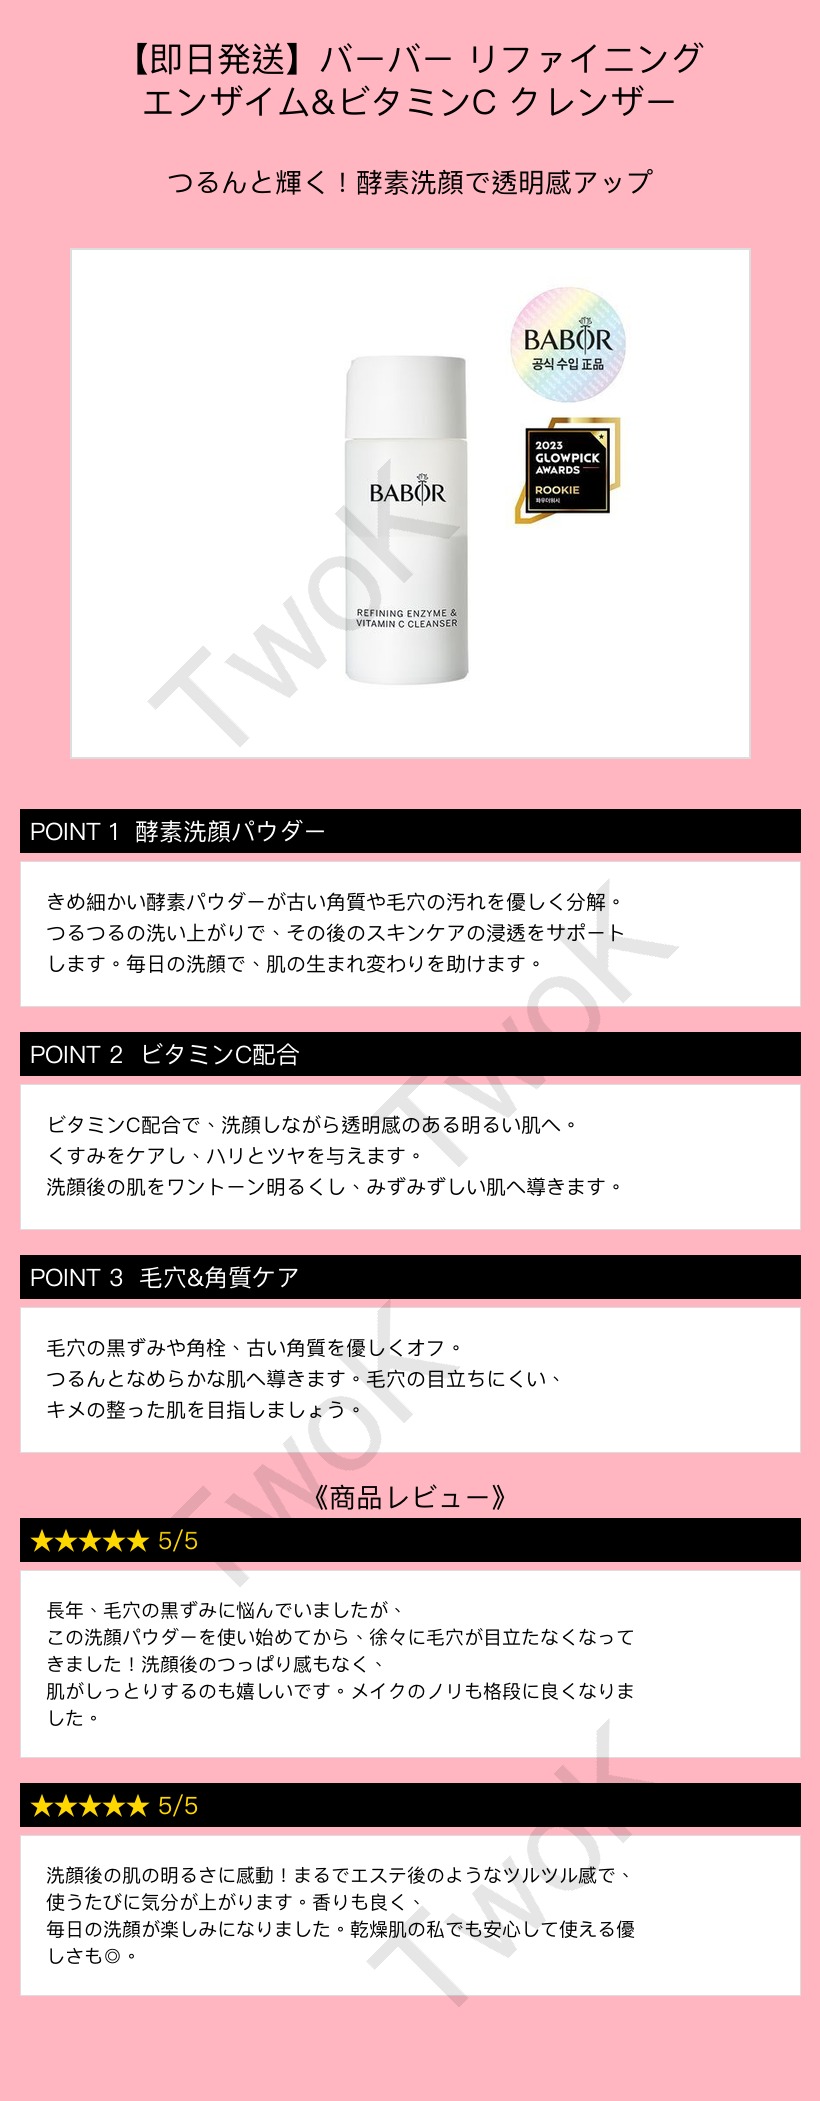 【即日発送】バーバー リファイニング
エンザイム&ビタミンC クレンザー
つるんと輝く！酵素洗顔で透明感アップ
BABOR
공식 수입 正品
2023
GLOWPICK
AWARDS
ROOKIE
파우더워시
BABOR
REFINING ENZYME &
VITAMIN C CLEANSER
TwoK
POINT 1 酵素洗顔パウダー
きめ細かい酵素パウダーが古い角質や毛穴の汚れを優しく分解。
つるつるの洗い上がりで、その後のスキンケアの浸透をサポート
します。毎日の洗顔で、肌の生まれ変わりを助けます。
TwoK
POINT 2 ビタミンC配合
ビタミンC配合で、洗顔しながら透明感のある明るい肌へ。
くすみをケアし、ハリとツヤを与えます。
洗顔後の肌をワントーン明るくし、みずみずしい肌へ導きます。
POINT 3 毛穴&角質ケア
毛穴の黒ずみや角栓、古い角質を優しくオフ。
つるんとなめらかな肌へ導きます。毛穴の目立ちにくい、
キメの整った肌を目指しましょう。
TwoK
《商品レビュー》
★★★★★ 5/5
長年、毛穴の黒ずみに悩んでいましたが、
この洗顔パウダーを使い始めてから、徐々に毛穴が目立たなくなって
きました！洗顔後のつっぱり感もなく、
肌がしっとりするのも嬉しいです。メイクのノリも格段に良くなりま
した。
★★★★★ 5/5
洗顔後の肌の明るさに感動！まるでエステ後のようなツルツル感で、
使うたびに気分が上がります。香りも良く、
毎日の洗顔が楽しみになりました。乾燥肌の私でも安心して使える優
しさも◎。
TwoK